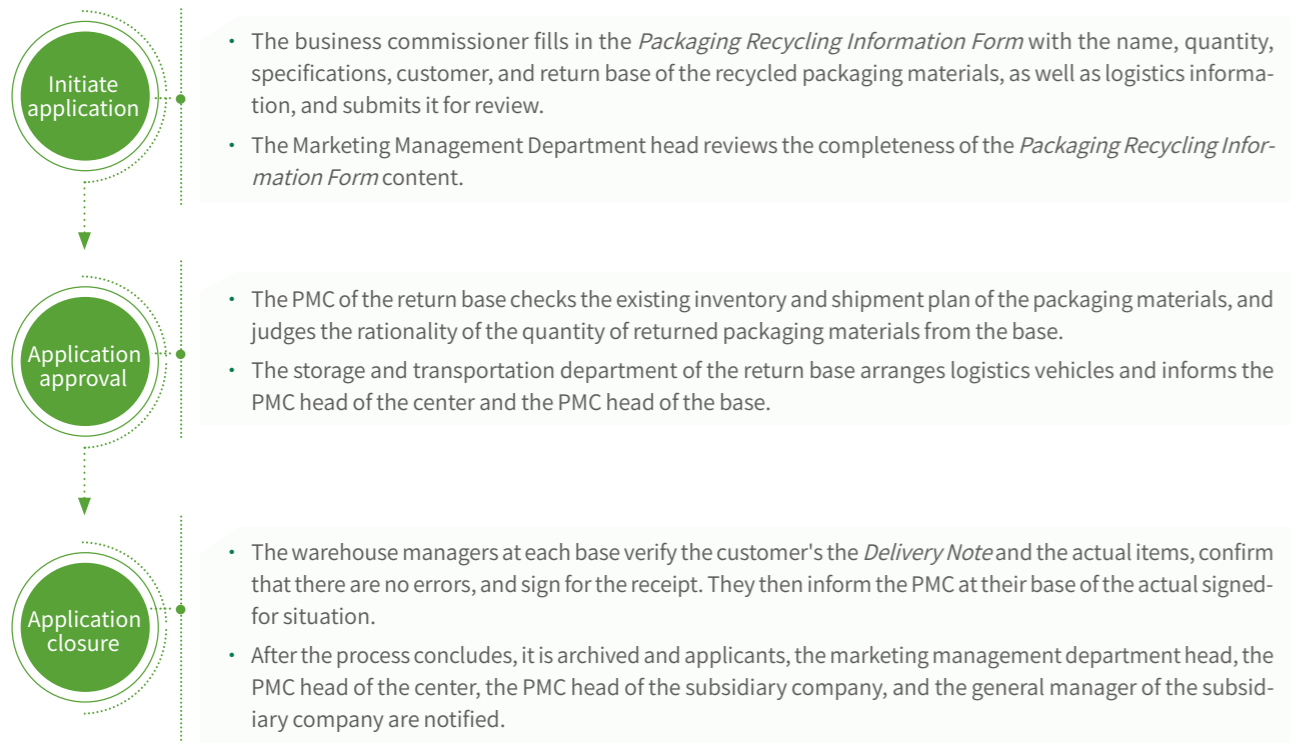 Initiate
application
• The business commissioner fills in the Packaging Recycling Information Form with the name, quantity,
specifications, customer, and return base of the recycled packaging materials, as well as logistics informa-
tion, and submits it for review.
• The Marketing Management Department head reviews the completeness of the Packaging Recycling Infor-
mation Form content.
Application
approval
• The PMC of the return base checks the existing inventory and shipment plan of the packaging materials, and
judges the rationality of the quantity of returned packaging materials from the base.
• The storage and transportation department of the return base arranges logistics vehicles and informs the
PMC head of the center and the PMC head of the base.
Application
closure
• The warehouse managers at each base verify the customer's the Delivery Note and the actual items, confirm
that there are no errors, and sign for the receipt. They then inform the PMC at their base of the actual signed-
for situation.
• After the process concludes, it is archived and applicants, the marketing management department head, the
PMC head of the center, the PMC head of the subsidiary company, and the general manager of the subsid-
iary company are notified.